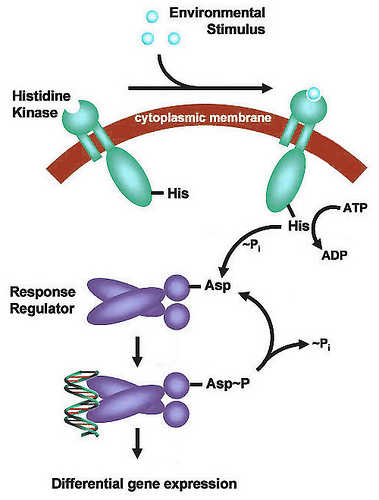 Environmental
Stimulus
Histidine
Kinase
cytoplasmic membrane
His
His
ATP
ADP
~Pi
Response
Regulator
Asp
~Pi
Asp~P
Differential gene expression